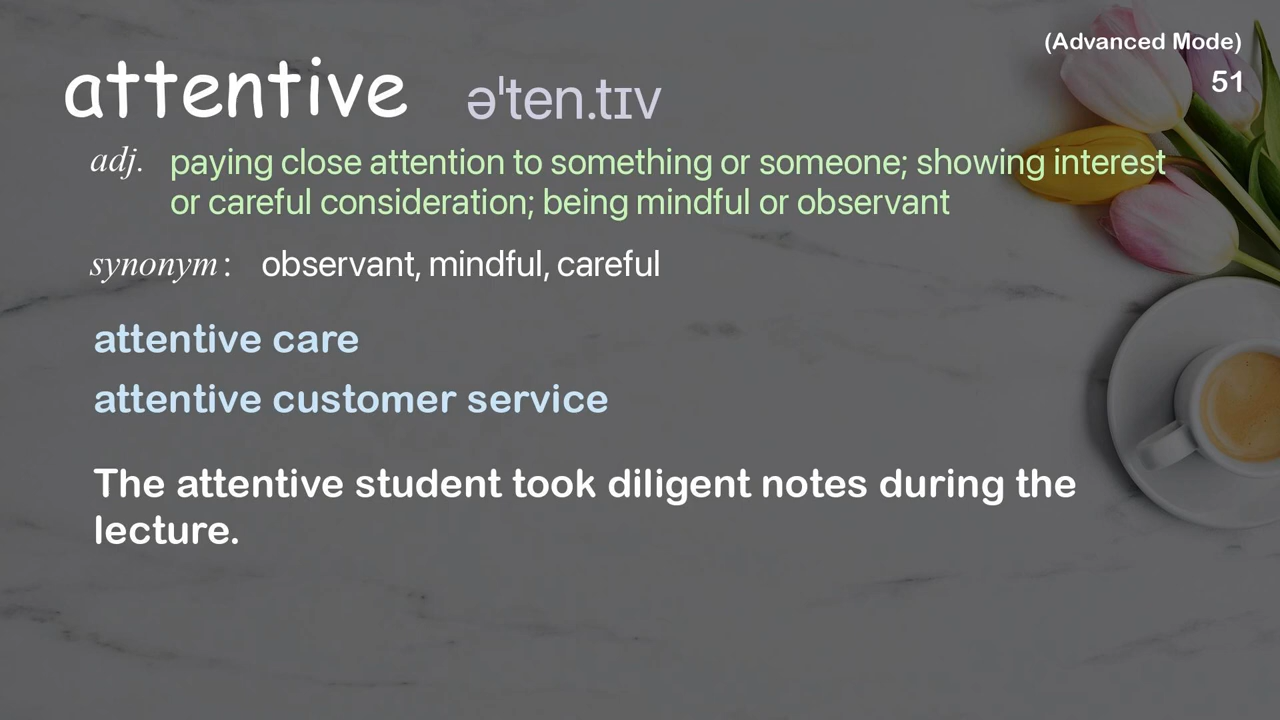 (Advanced Mode)
51
attentive əˈten.tɪv
adj. paying close attention to something or someone; showing interest
or careful consideration; being mindful or observant
synonym : observant, mindful, careful
attentive care
attentive customer service
The attentive student took diligent notes during the
lecture.